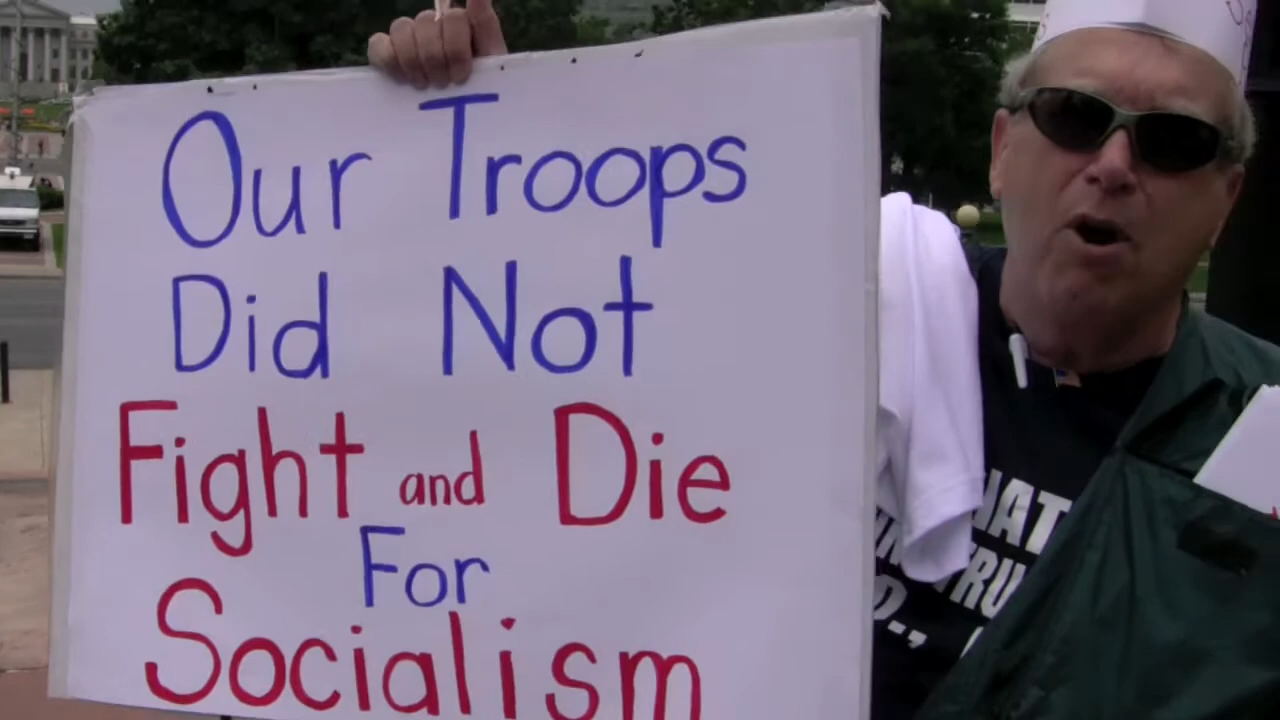 Our Troops
Did Not
Fight and Die
For
Socialism